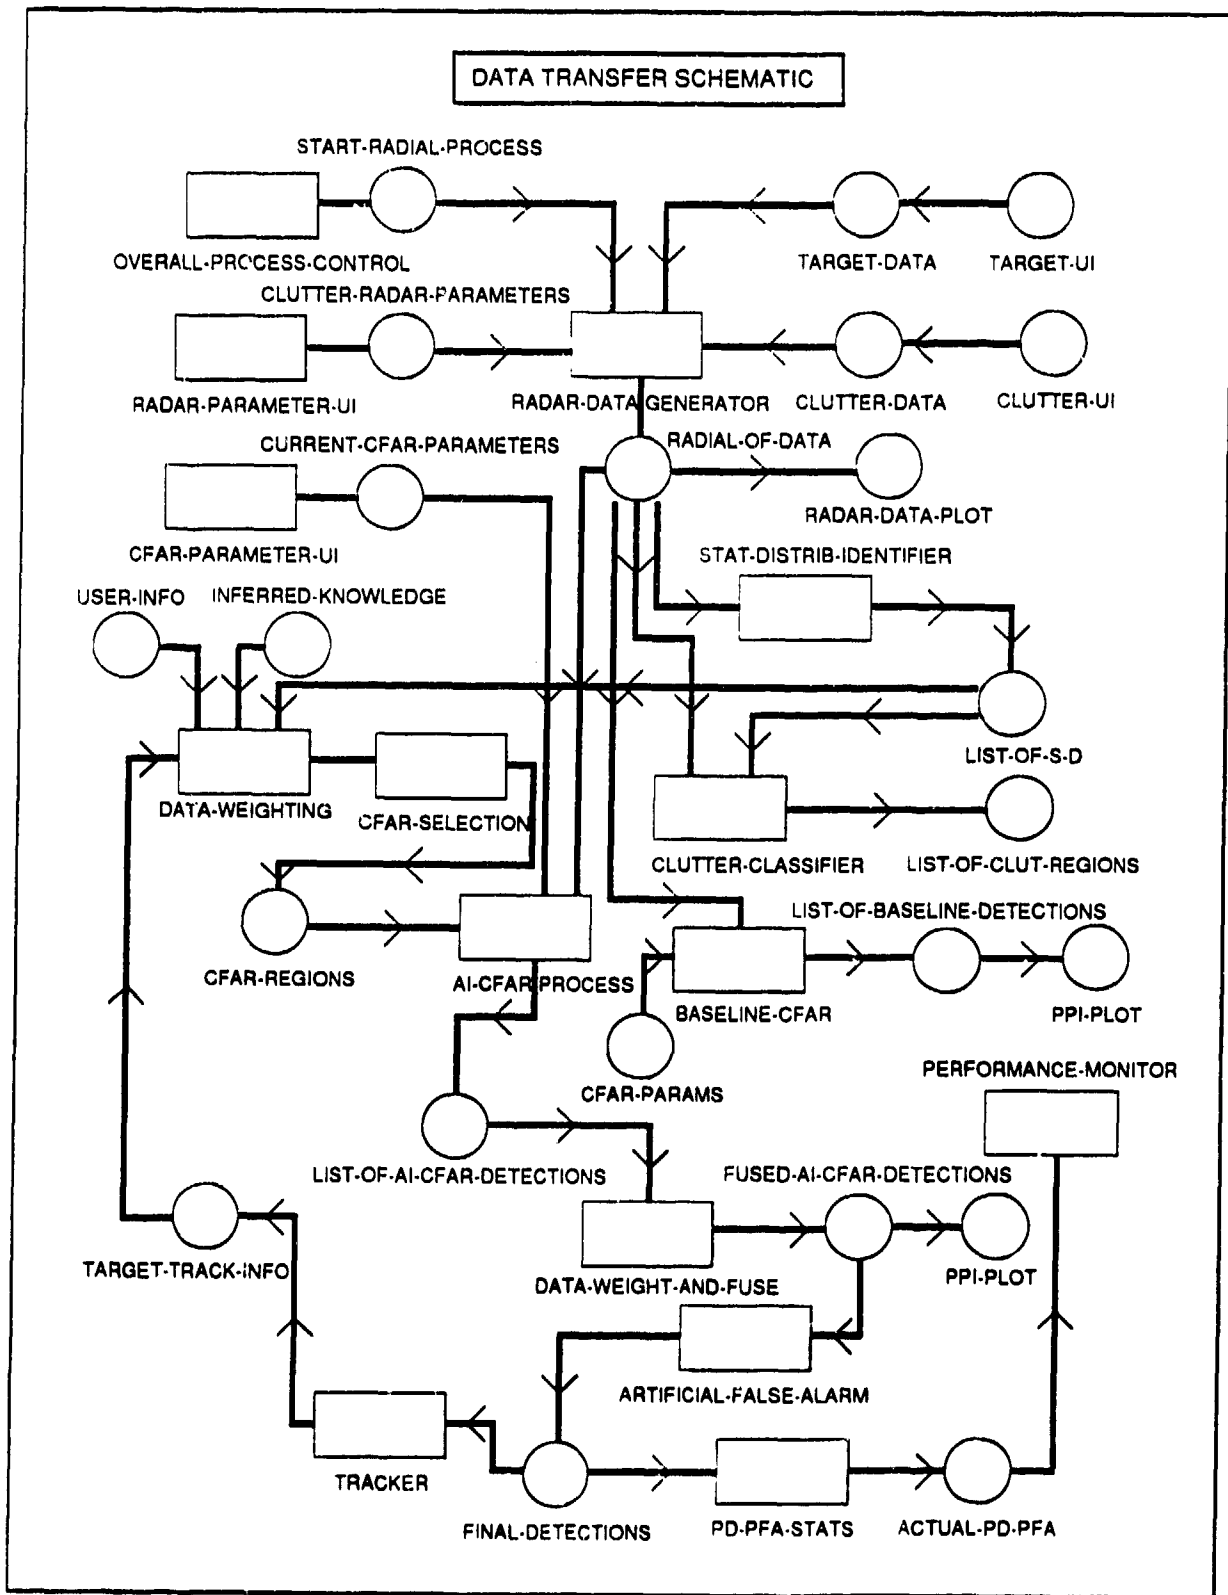 DATA TRANSFER SCHEMATIC
START-RADIAL-PROCESS
OVERALL-PROCESS-CONTROL
TARGET-DATA
TARGET-UI
CLUTTER-RADAR-PARAMETERS
RADAR-PARAMETER-UI
RADAR-DATA GENERATOR
CLUTTER-DATA
CLUTTER-UI
CURRENT-CFAR-PARAMETERS
RADIAL-OF-DATA
RADAR-DATA-PLOT
CFAR-PARAMETER-UI
STAT-DISTRIB-IDENTIFIER
USER-INFO
INFERRED-KNOWLEDGE
LIST-OF-S-D
DATA-WEIGHTING
CFAR-SELECTION
CLUTTER-CLASSIFIER
LIST-OF-CLUT-REGIONS
LIST-OF-BASELINE-DETECTIONS
CFAR-REGIONS
AI-CFAR PROCESS
BASELINE-CFAR
PPI-PLOT
PERFORMANCE-MONITOR
CFAR-PARAMS
LIST-OF-AI-CFAR-DETECTIONS
FUSED-AI-CFAR-DETECTIONS
TARGET-TRACK-INFO
DATA-WEIGHT-AND-FUSE
PPI-PLOT
ARTIFICIAL-FALSE-ALARM
TRACKER
FINAL-DETECTIONS
PD-PFA-STATS
ACTUAL-PD-PFA